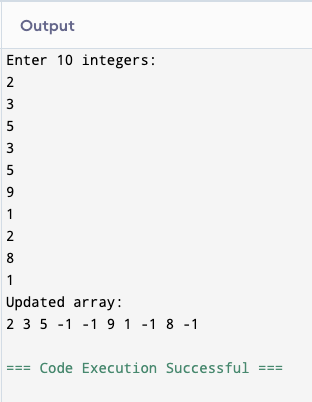 Output
Enter 10 integers:
2
3
5
3
5
9
1
2
8
1
Updated array:
2 3 5 -1 -1 9 1 -1 8 -1
=== Code Execution Successful ===